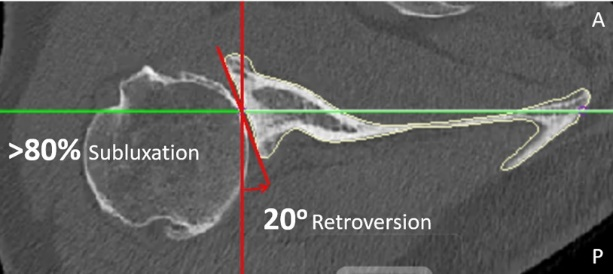 A
>80% Subluxation
20º Retroversion
P